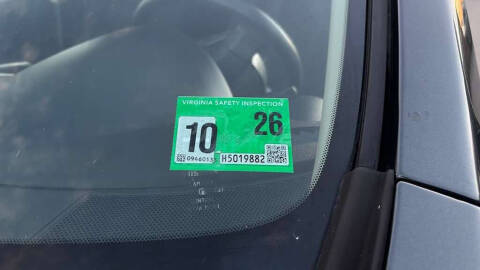 VIRGINIA SAFETY INSPECTION
10 26
H5019882